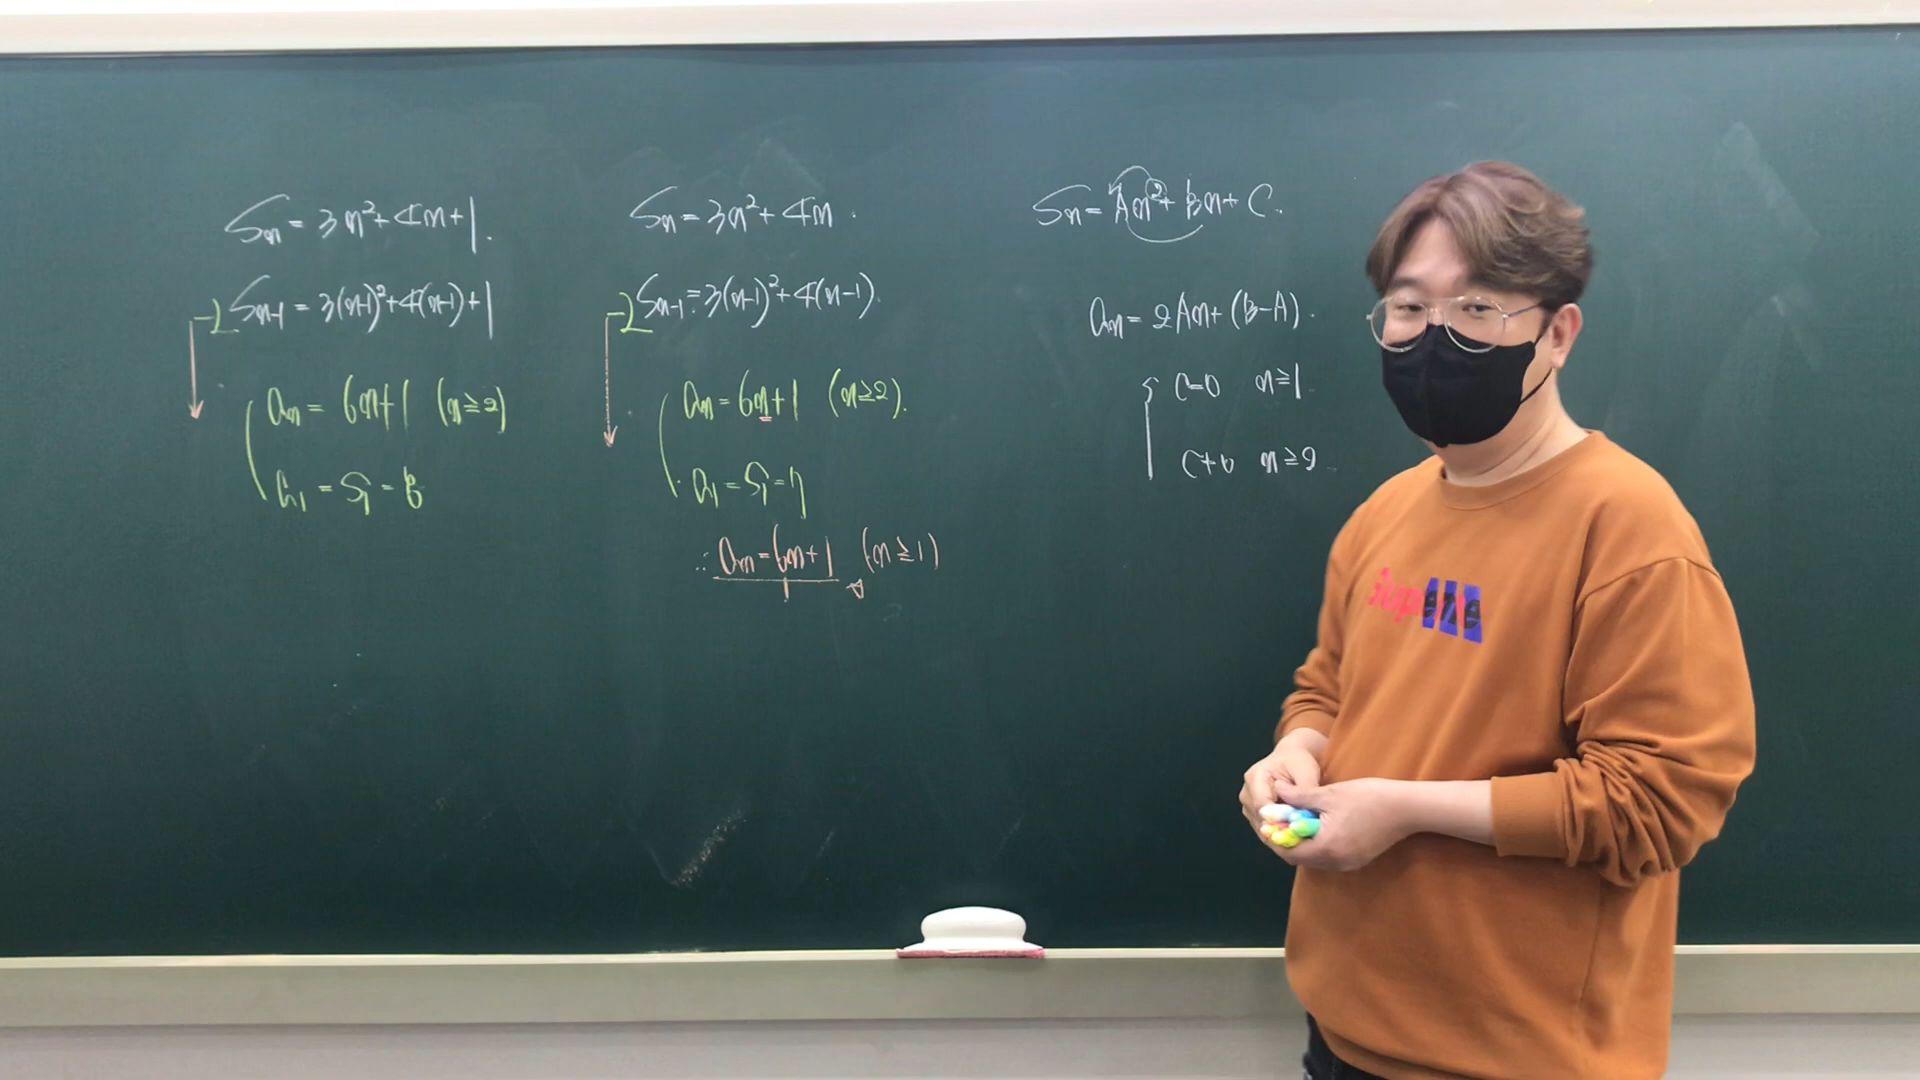 Sₙ = 3n² + 4n + 1.
-) Sₙ₋₁ = 3(n-1)² + 4(n-1) + 1
aₙ = 6n + 1 (n ≥ 2)
a₁ = S₁ = 8
Sₙ = 3n² + 4n .
-) Sₙ₋₁ = 3(n-1)² + 4(n-1)
aₙ = 6n + 1 (n ≥ 2).
a₁ = S₁ = 7
∴ aₙ = 6n + 1 (n ≥ 1)
Sₙ = An² + Bn + C.
aₙ = 2An + (B-A).
C=0 n ≥ 1
C≠0 n ≥ 2
Supreme